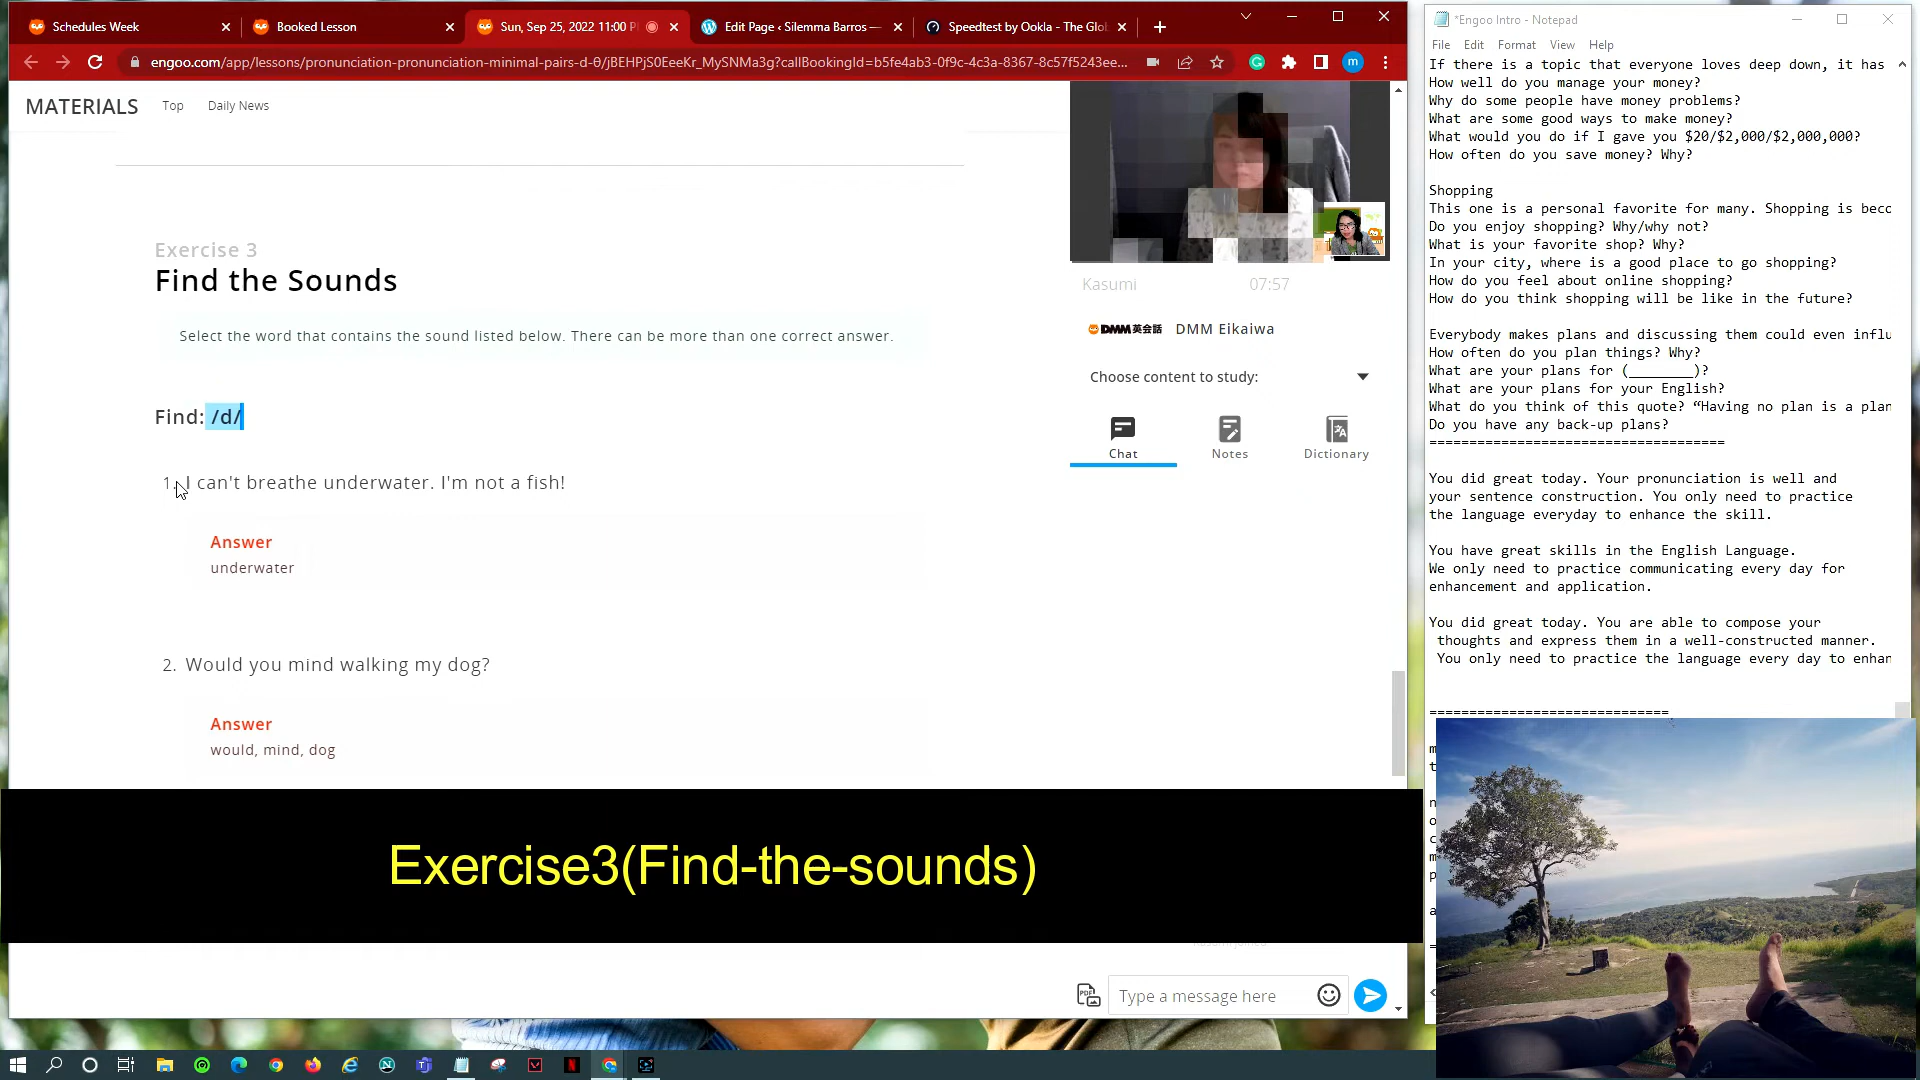 Schedules Week
Booked Lesson
Sun, Sep 25, 2022 11:00 P
Edit Page ‹ Silemma Barros —
Speedtest by Ookla - The Glob
engoo.com/app/lessons/pronunciation-pronunciation-minimal-pairs-d-θ/jBEHPjS0EeeKr_MySNMa3g?callBookingId=b5fe4ab3-0f9c-4c3a-8367-8c57f5243ee...
m
MATERIALS
Top
Daily News
Exercise 3
Find the Sounds
Select the word that contains the sound listed below. There can be more than one correct answer.
Find: /d/
1. I can't breathe underwater. I'm not a fish!
Answer
underwater
2. Would you mind walking my dog?
Answer
would, mind, dog
Kasumi
07:57
DMM英会話
DMM Eikaiwa
Choose content to study:
Chat
Notes
Dictionary
Kasumi joined
PDF
Type a message here
Exercise3(Find-the-sounds)
*Engoo Intro - Notepad
File Edit Format View Help
If there is a topic that everyone loves deep down, it has
How well do you manage your money?
Why do some people have money problems?
What are some good ways to make money?
What would you do if I gave you $20/$2,000/$2,000,000?
How often do you save money? Why?
Shopping
This one is a personal favorite for many. Shopping is beco
Do you enjoy shopping? Why/why not?
What is your favorite shop? Why?
In your city, where is a good place to go shopping?
How do you feel about online shopping?
How do you think shopping will be like in the future?
Everybody makes plans and discussing them could even influ
How often do you plan things? Why?
What are your plans for (________)?
What are your plans for your English?
What do you think of this quote? “Having no plan is a plan
Do you have any back-up plans?
=====================================
You did great today. Your pronunciation is well and
your sentence construction. You only need to practice
the language everyday to enhance the skill.
You have great skills in the English Language.
We only need to practice communicating every day for
enhancement and application.
You did great today. You are able to compose your
thoughts and express them in a well-constructed manner.
You only need to practice the language every day to enhan
==============================